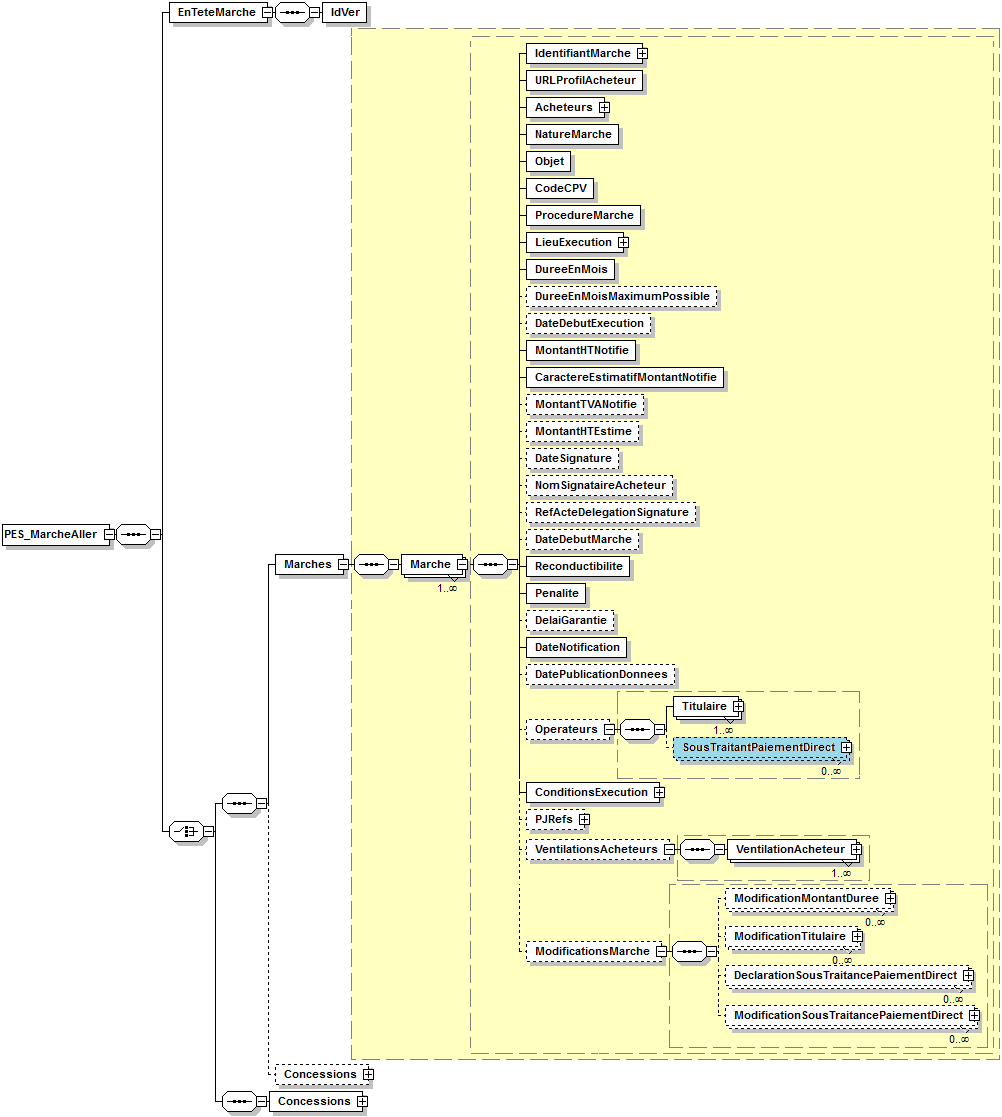 EnTeteMarche
IdVer
IdentifiantMarche
URLProfilAcheteur
Acheteurs
NatureMarche
Objet
CodeCPV
ProcedureMarche
LieuExecution
DureeEnMois
DureeEnMoisMaximumPossible
DateDebutExecution
MontantHTNotifie
CaractereEstimatifMontantNotifie
MontantTVANotifie
MontantHTEstime
DateSignature
NomSignataireAcheteur
RefActeDelegationSignature
PES_MarcheAller
DateDebutMarche
Marches
Marche
1..∞
Reconductibilite
Penalite
DelaiGarantie
DateNotification
DatePublicationDonnees
Operateurs
Titulaire
1..∞
SousTraitantPaiementDirect
0..∞
ConditionsExecution
PJRefs
VentilationsAcheteurs
VentilationAcheteur
1..∞
ModificationsMarche
ModificationMontantDuree
0..∞
ModificationTitulaire
0..∞
DeclarationSousTraitancePaiementDirect
0..∞
ModificationSousTraitancePaiementDirect
0..∞
Concessions
Concessions